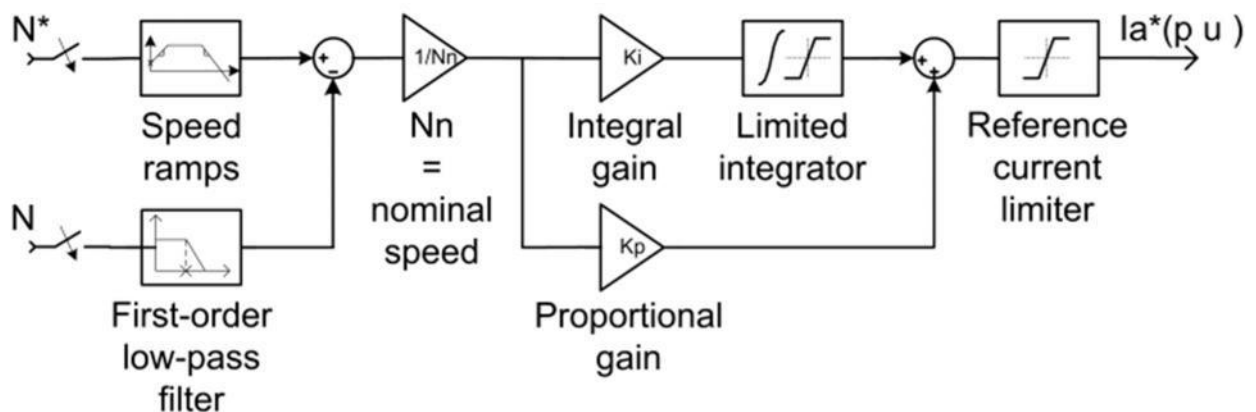 N*
Ia*(p u )
1/Nn
Ki
Speed
ramps
Nn
=
nominal
speed
Integral
gain
Limited
integrator
Reference
current
limiter
N
Kp
First-order
low-pass
filter
Proportional
gain